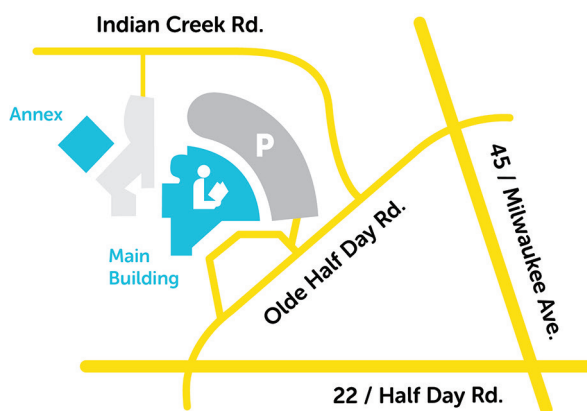 Indian Creek Rd.
Annex
P
45 / Milwaukee Ave.
Main
Building
Olde Half Day Rd.
22 / Half Day Rd.